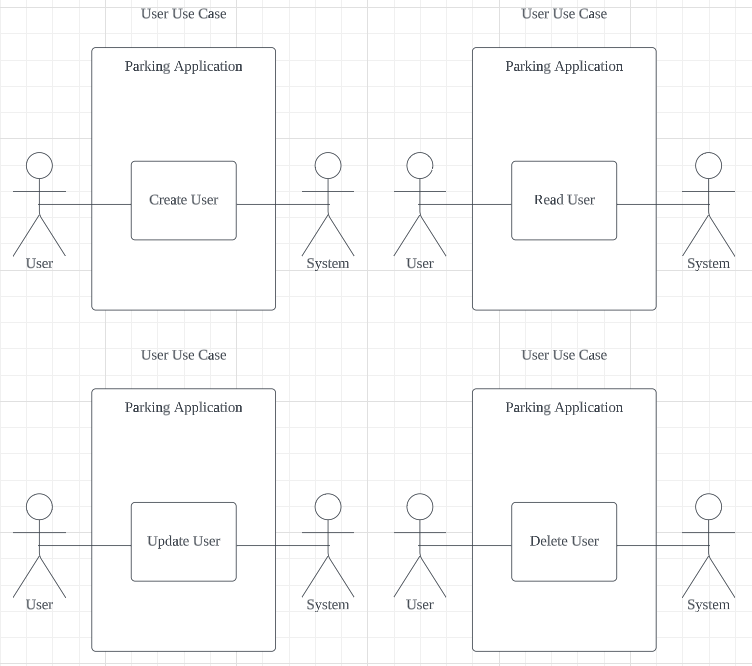 User Use Case
Parking Application
Create User
User
System
User Use Case
Parking Application
Read User
User
System
User Use Case
Parking Application
Update User
User
System
User Use Case
Parking Application
Delete User
User
System